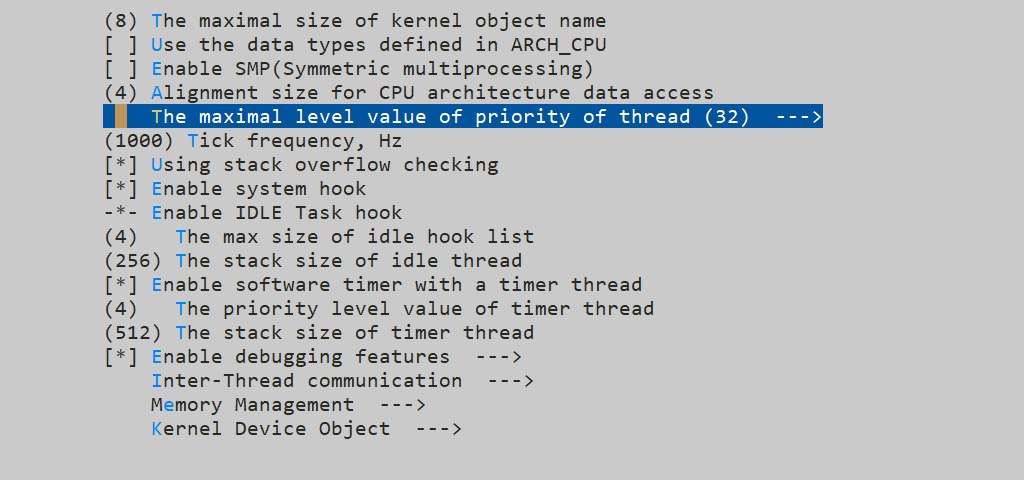 (8) The maximal size of kernel object name
[ ] Use the data types defined in ARCH_CPU
[ ] Enable SMP(Symmetric multiprocessing)
(4) Alignment size for CPU architecture data access
The maximal level value of priority of thread (32)  --->
(1000) Tick frequency, Hz
[*] Using stack overflow checking
[*] Enable system hook
-*- Enable IDLE Task hook
(4)   The max size of idle hook list
(256) The stack size of idle thread
[*] Enable software timer with a timer thread
(4)   The priority level value of timer thread
(512) The stack size of timer thread
[*] Enable debugging features  --->
Inter-Thread communication  --->
Memory Management  --->
Kernel Device Object  --->